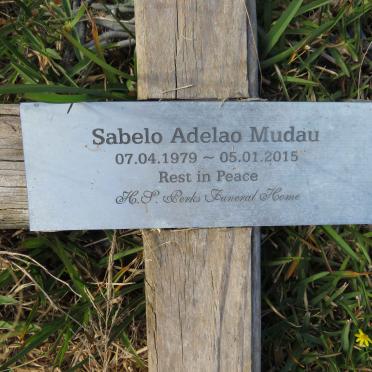 Sabelo Adelao Mudau
07.04.1979 ~ 05.01.2015
Rest in Peace
H.S. Perks Funeral Home